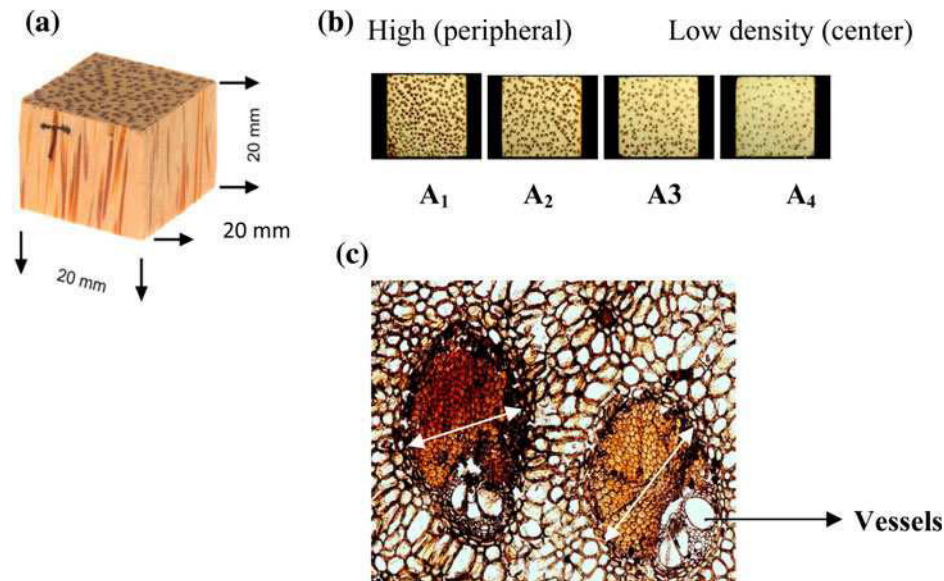 (a)
20 mm
20 mm
20 mm
(b)
High (peripheral)
Low density (center)
A₁
A₂
A3
A₄
(c)
Vessels